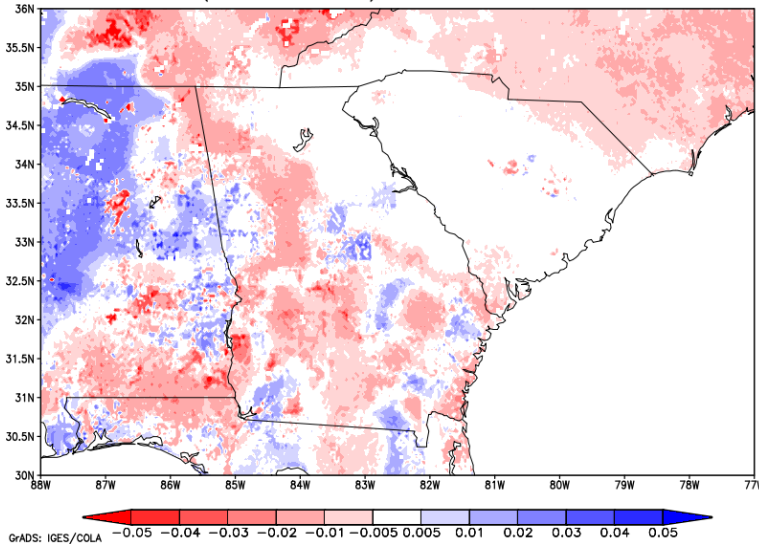 36N
35.5N
35N
34.5N
34N
33.5N
33N
32.5N
32N
31.5N
31N
30.5N
30N
88W 87W 86W 85W 84W 83W 82W 81W 80W 79W 78W 77W
-0.05 -0.04 -0.03 -0.02 -0.01 -0.005 0.005 0.01 0.02 0.03 0.04 0.05
GrADS: IGES/COLA